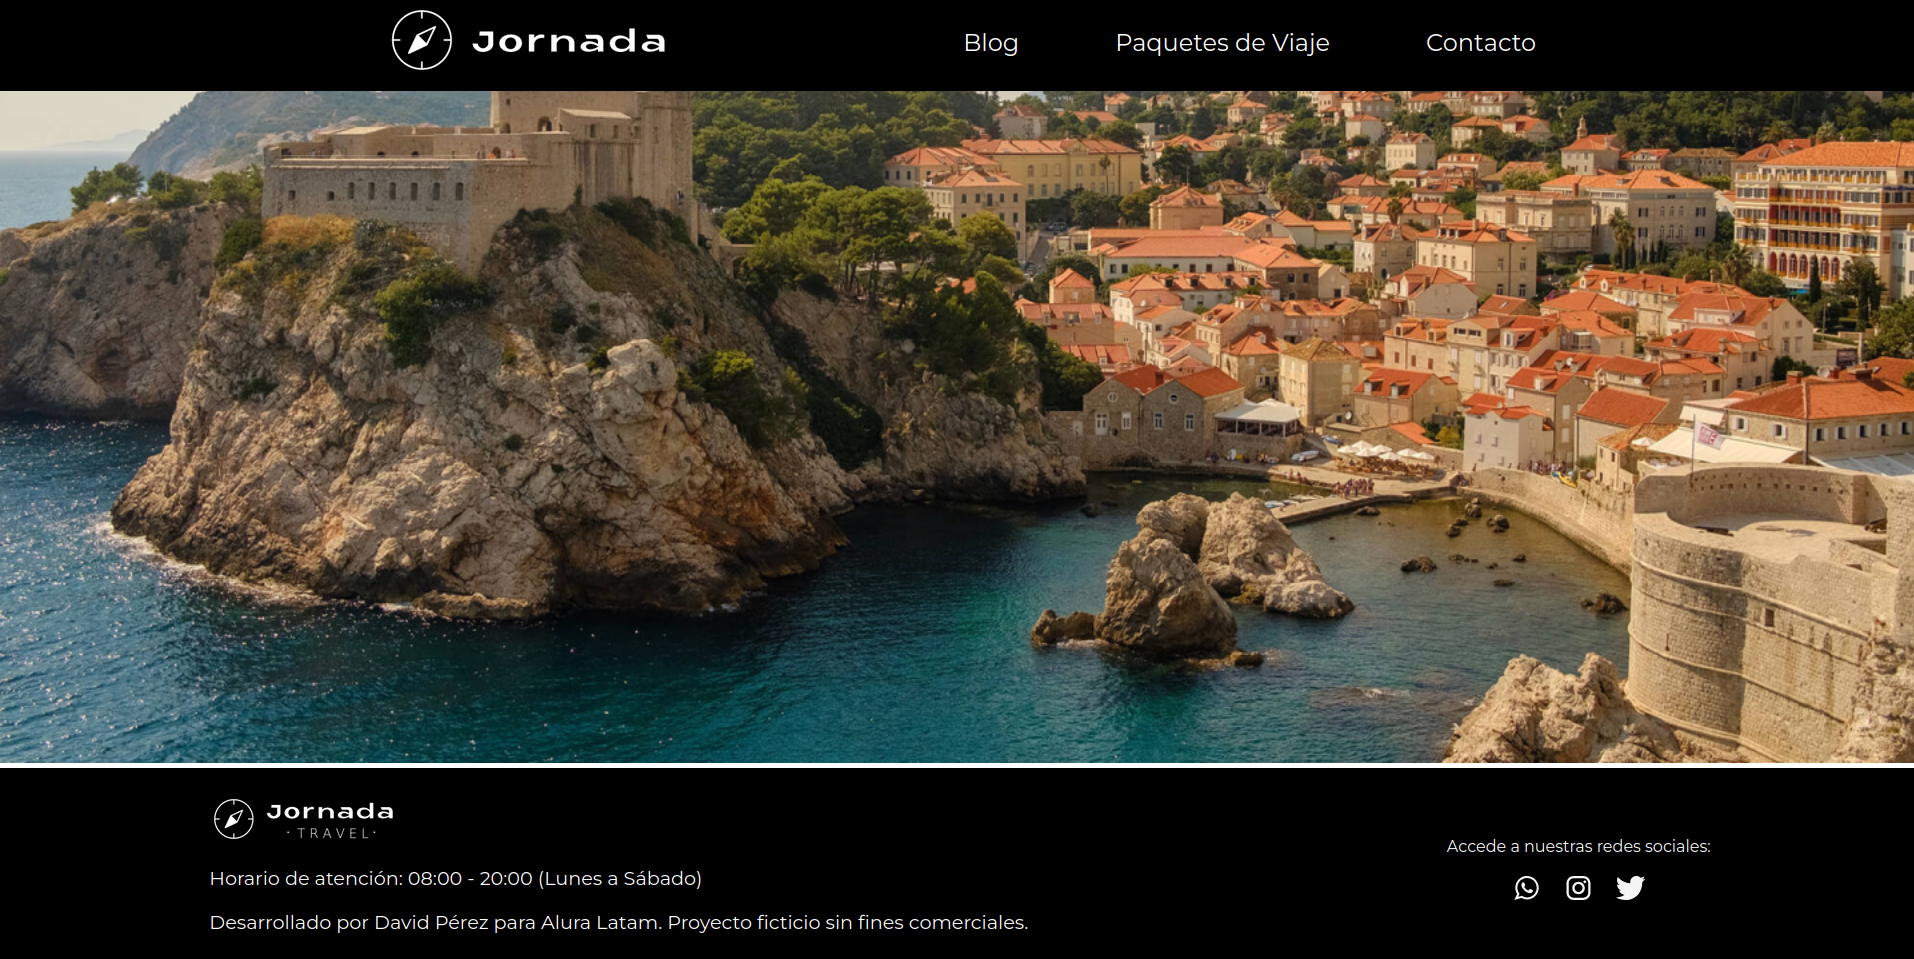 Jornada
Blog
Paquetes de Viaje
Contacto
Jornada
· TRAVEL ·
Horario de atención: 08:00 - 20:00 (Lunes a Sábado)
Desarrollado por David Pérez para Alura Latam. Proyecto ficticio sin fines comerciales.
Accede a nuestras redes sociales: